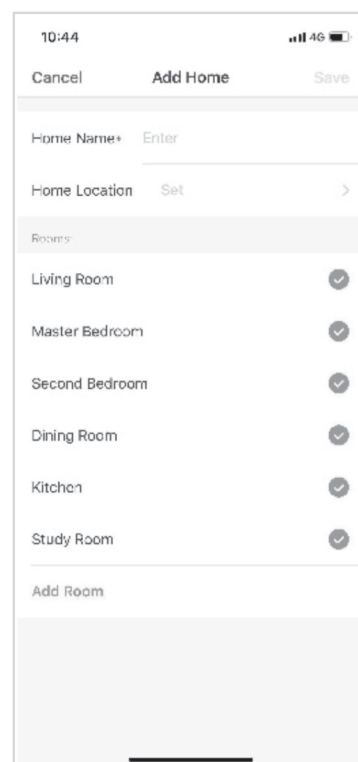 10:44 4G
Cancel Add Home Save
Home Name* Enter
Home Location Set
Rooms
Living Room
Master Bedroom
Second Bedroom
Dining Room
Kitchen
Study Room
Add Room